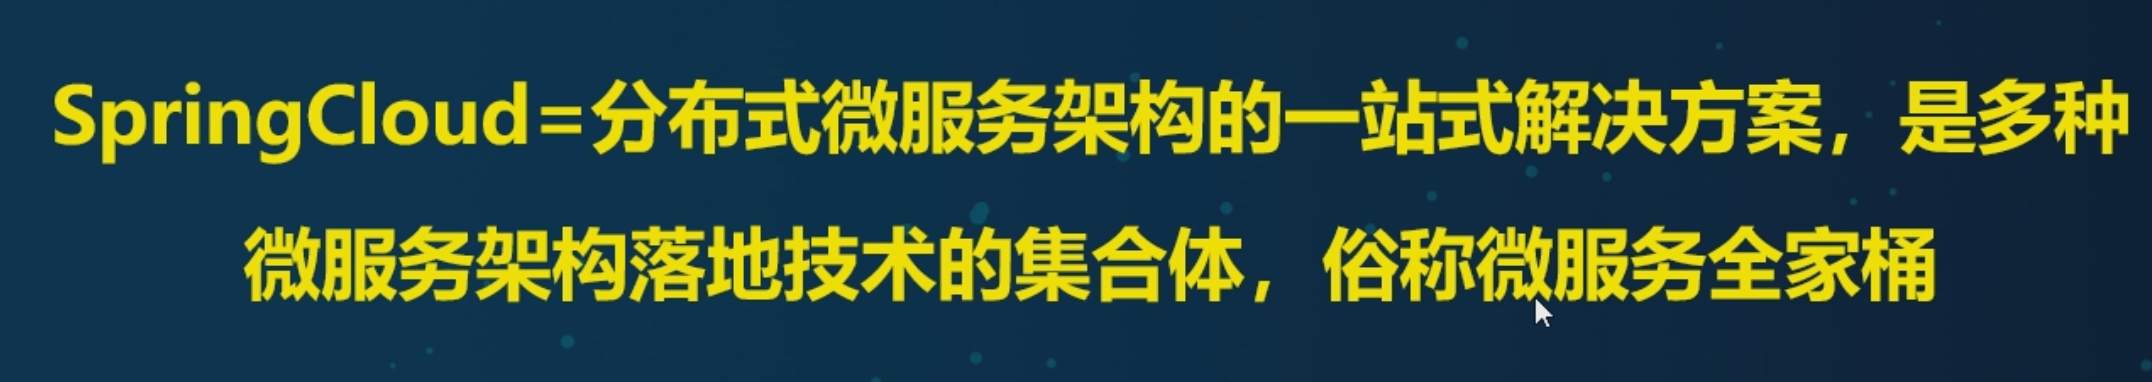 SpringCloud=分布式微服务架构的一站式解决方案，是多种
微服务架构落地技术的集合体，俗称微服务全家桶